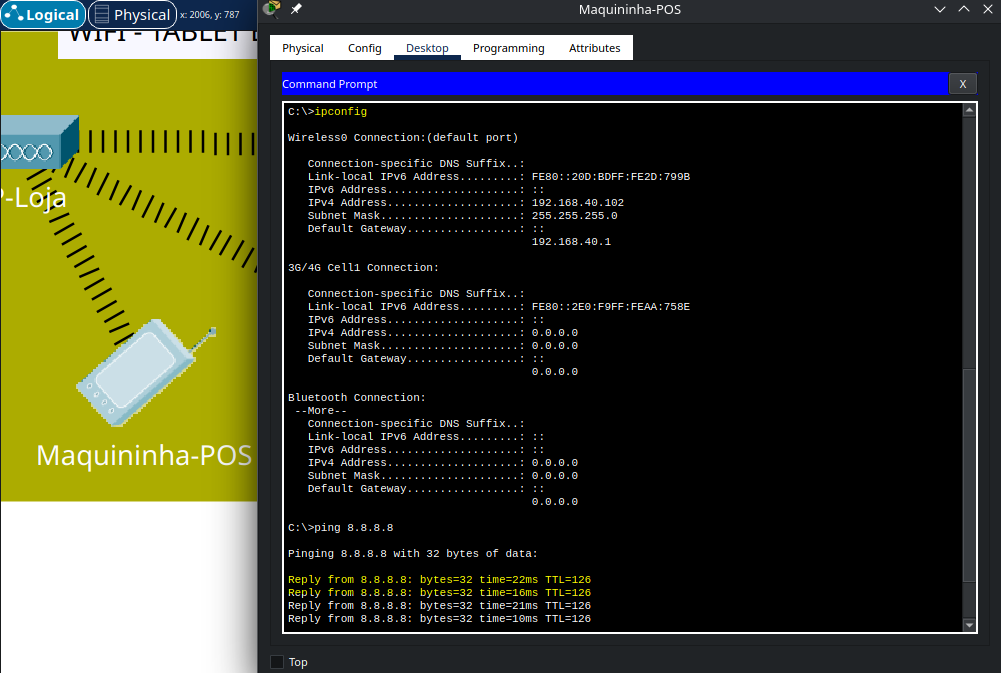 Logical
Physical
x: 2006, y: 787
WIFI - TABLET
P-Loja
Maquininha-POS
Maquininha-POS
Physical
Config
Desktop
Programming
Attributes
Command Prompt
X
C:\>ipconfig
Wireless0 Connection:(default port)
Connection-specific DNS Suffix..:
Link-local IPv6 Address.........: FE80::20D:BDFF:FE2D:799B
IPv6 Address....................: ::
IPv4 Address....................: 192.168.40.102
Subnet Mask.....................: 255.255.255.0
Default Gateway.................: ::
192.168.40.1
3G/4G Cell1 Connection:
Connection-specific DNS Suffix..:
Link-local IPv6 Address.........: FE80::2E0:F9FF:FEAA:758E
IPv6 Address....................: ::
IPv4 Address....................: 0.0.0.0
Subnet Mask.....................: 0.0.0.0
Default Gateway.................: ::
0.0.0.0
Bluetooth Connection:
--More--
Connection-specific DNS Suffix..:
Link-local IPv6 Address.........: ::
IPv6 Address....................: ::
IPv4 Address....................: 0.0.0.0
Subnet Mask.....................: 0.0.0.0
Default Gateway.................: ::
0.0.0.0
C:\>ping 8.8.8.8
Pinging 8.8.8.8 with 32 bytes of data:
Reply from 8.8.8.8: bytes=32 time=22ms TTL=126
Reply from 8.8.8.8: bytes=32 time=16ms TTL=126
Reply from 8.8.8.8: bytes=32 time=21ms TTL=126
Reply from 8.8.8.8: bytes=32 time=10ms TTL=126
Top